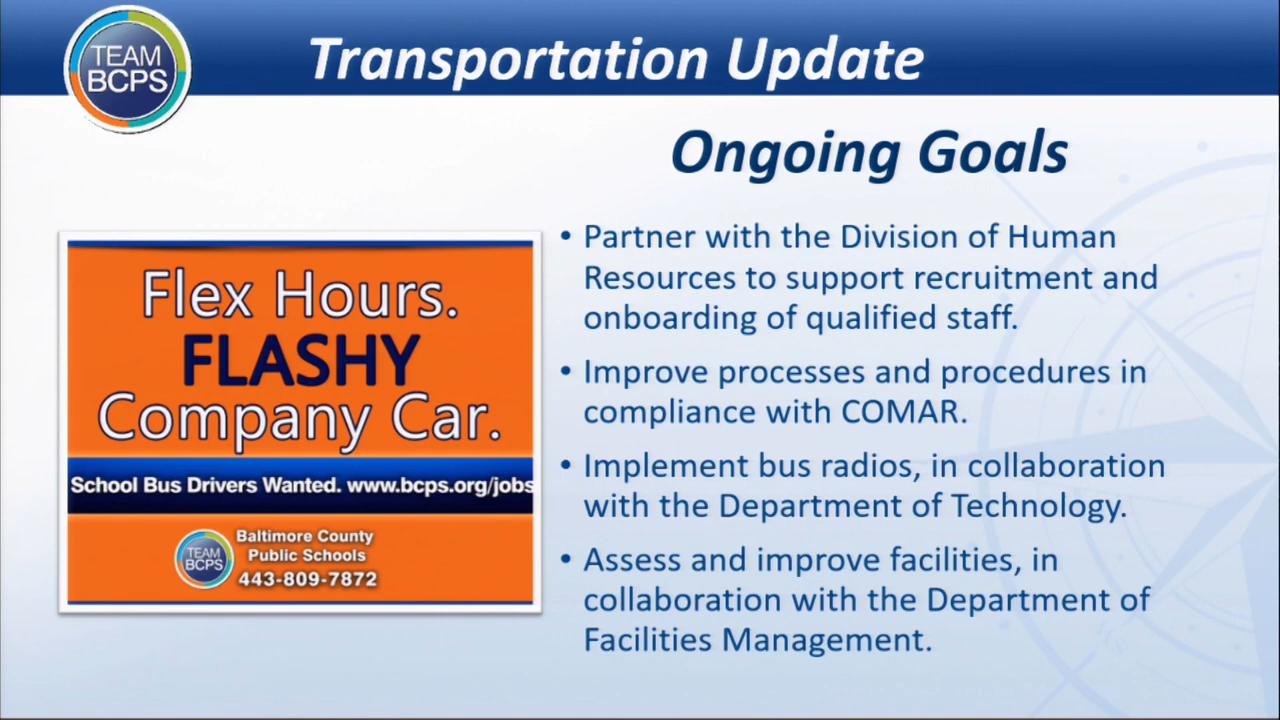 TEAM
BCPS
Transportation Update
Ongoing Goals
Flex Hours.
FLASHY
Company Car.
School Bus Drivers Wanted. www.bcps.org/jobs
TEAM
BCPS
Baltimore County
Public Schools
443-809-7872
• Partner with the Division of Human
Resources to support recruitment and
onboarding of qualified staff.
• Improve processes and procedures in
compliance with COMAR.
• Implement bus radios, in collaboration
with the Department of Technology.
• Assess and improve facilities, in
collaboration with the Department of
Facilities Management.